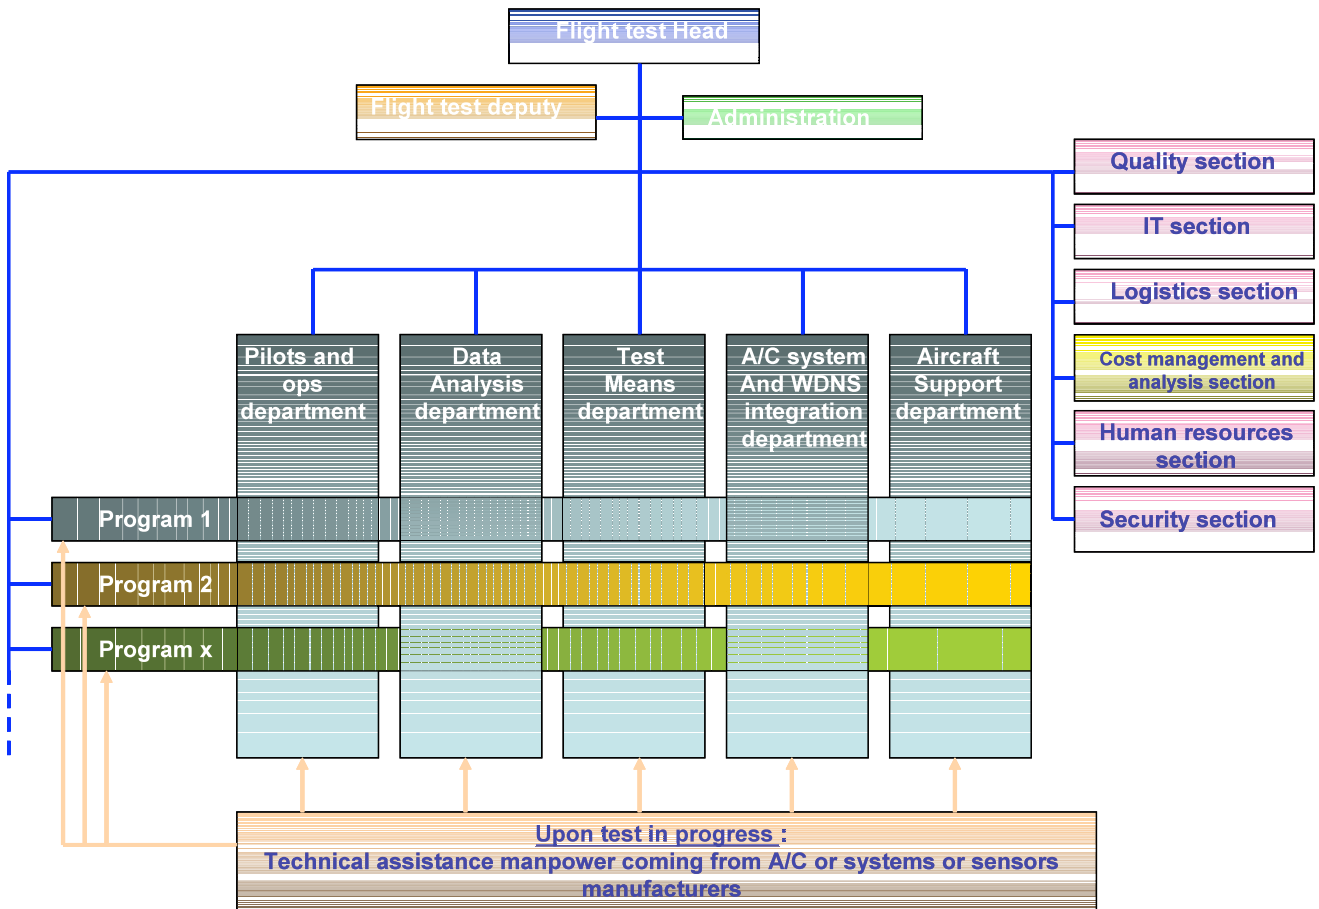 Flight test Head
Flight test deputy
Administration
Quality section
IT section
Logistics section
Cost management and
analysis section
Human resources
section
Security section
Pilots and
ops
department
Data
Analysis
department
Test
Means
department
A/C system
And WDNS
integration
department
Aircraft
Support
department
Program 1
Program 2
Program x
Upon test in progress :
Technical assistance manpower coming from A/C or systems or sensors
manufacturers